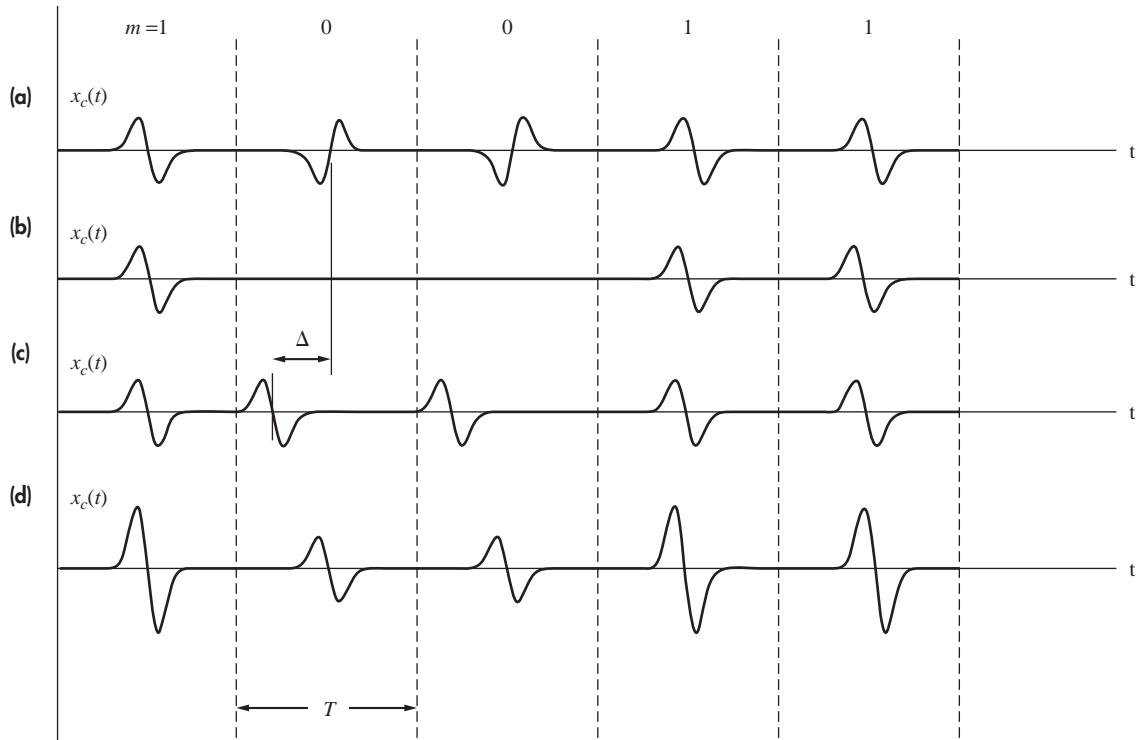 m =1 0 0 1 1
(a) x_c(t)
t
(b) x_c(t)
t
Δ
(c) x_c(t)
t
(d) x_c(t)
t
T